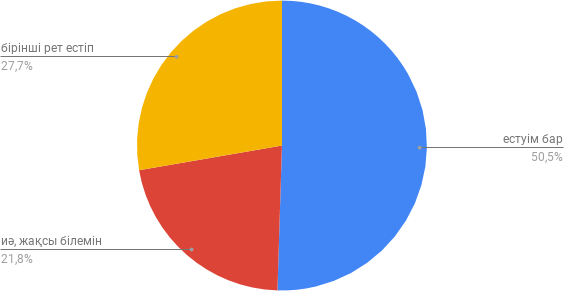 бірінші рет естіп
27,7%
естуім бар
50,5%
иә, жақсы білемін
21,8%